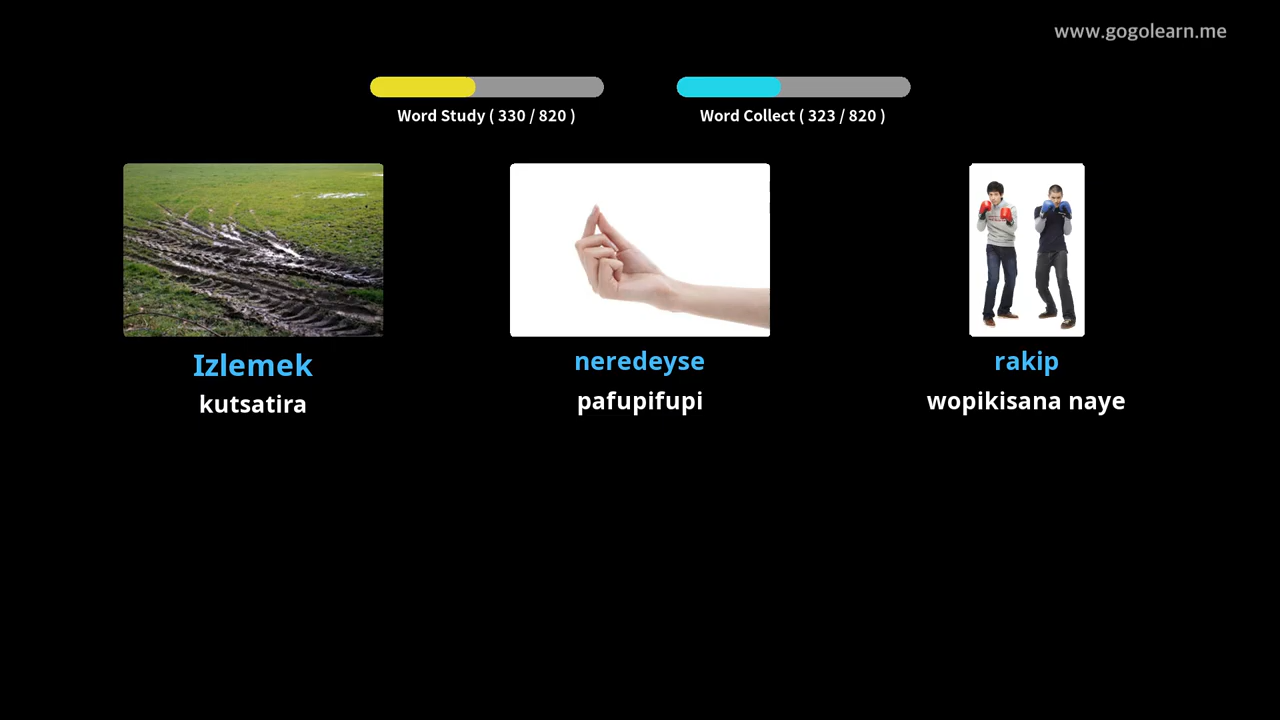 www.gogolearn.me
Word Study ( 330 / 820 )
Word Collect ( 323 / 820 )
Izlemek
kutsatira
neredeyse
pafupifupi
rakip
wopikisana naye